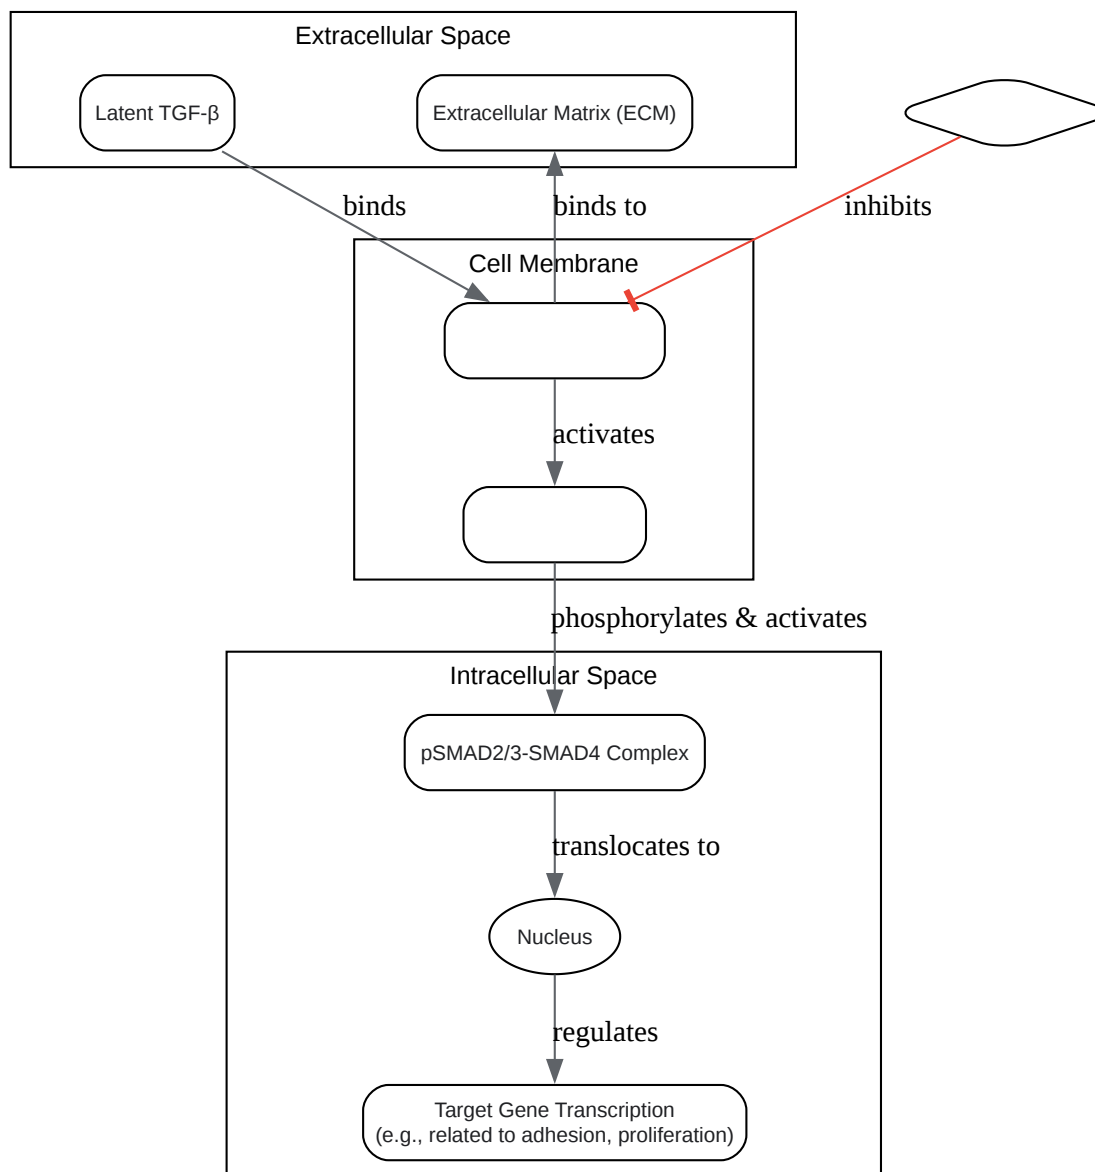 Extracellular Space
Latent TGF-β
Extracellular Matrix (ECM)
binds
binds to
inhibits
Cell Membrane
activates
phosphorylates & activates
Intracellular Space
pSMAD2/3-SMAD4 Complex
translocates to
Nucleus
regulates
Target Gene Transcription
(e.g., related to adhesion, proliferation)